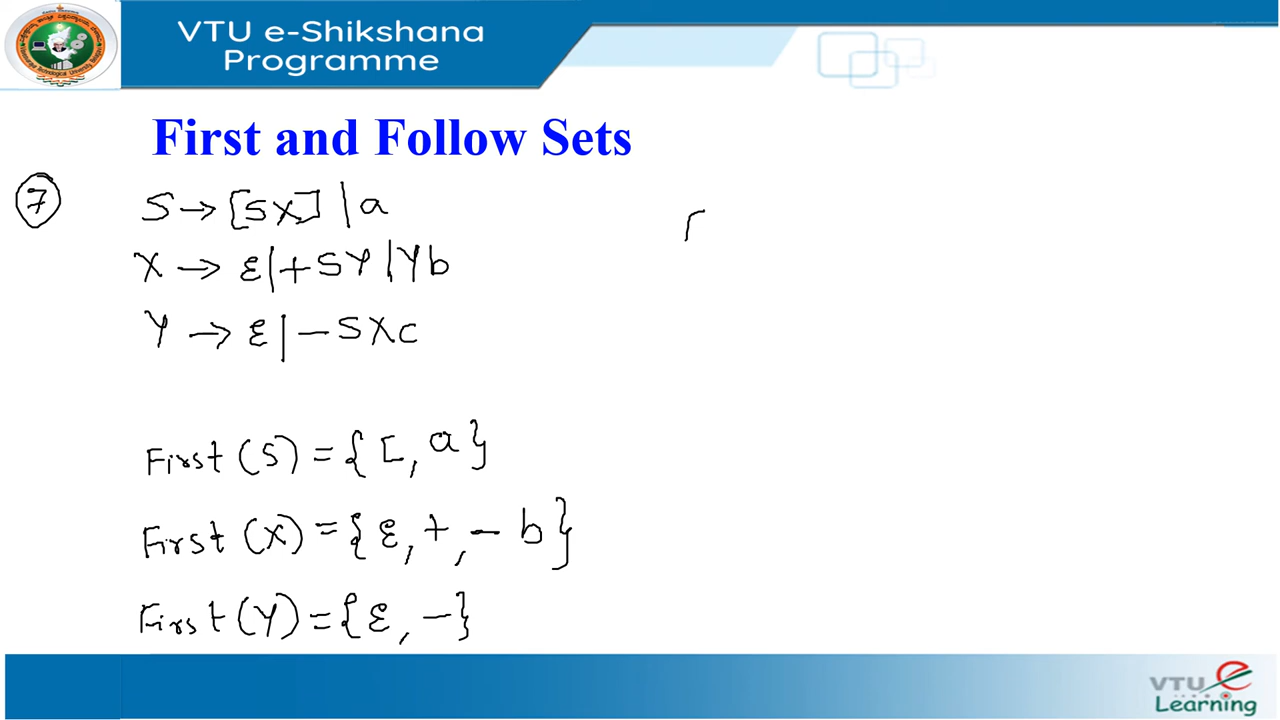 VTU e-Shikshana
Programme
First and Follow Sets
7
S → [SX] | a
X → ε | + SY | Yb
Y → ε | - SXc
First (S) = { [, a }
First (X) = { ε, +, - b }
First (Y) = { ε, - }
VTU e
Learning